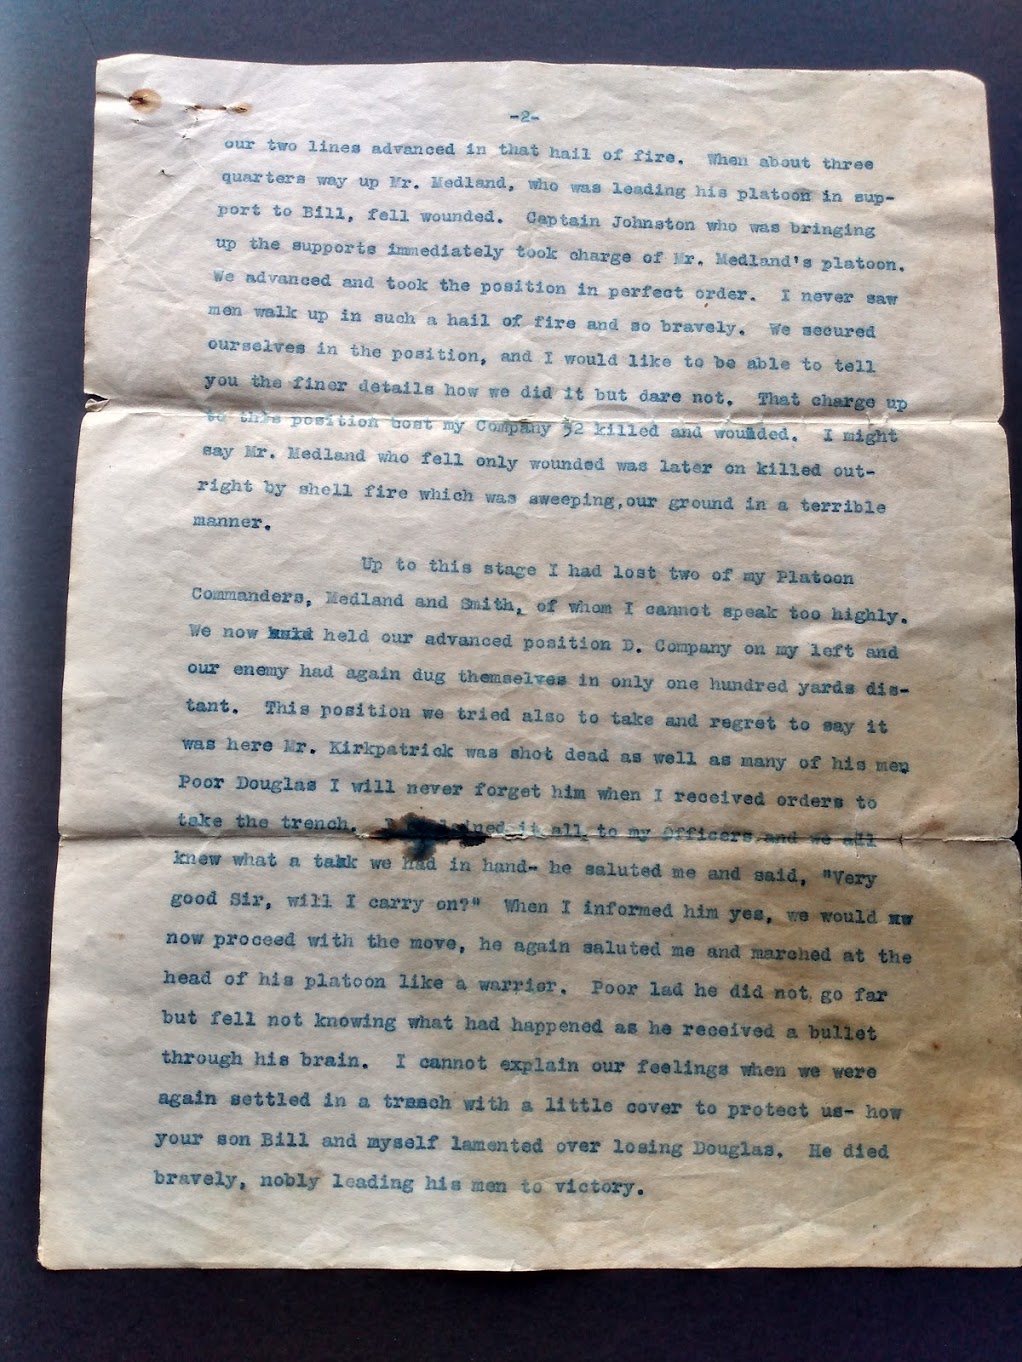 -2-
our two lines advanced in that hail of fire. When about three
quarters way up Mr. Medland, who was leading his platoon in sup-
port to Bill, fell wounded. Captain Johnston who was bringing
up the supports immediately took charge of Mr. Medland's platoon.
We advanced and took the position in perfect order. I never saw
men walk up in such a hail of fire and so bravely. We secured
ourselves in the position, and I would like to be able to tell
you the finer details how we did it but dare not. That charge up
to this position cost my Company 52 killed and wounded. I might
say Mr. Medland who fell only wounded was later on killed out-
right by shell fire which was sweeping,our ground in a terrible
manner.
Up to this stage I had lost two of my Platoon
Commanders, Medland and Smith, of whom I cannot speak too highly.
We now held our advanced position D. Company on my left and
our enemy had again dug themselves in only one hundred yards dis-
tant. This position we tried also to take and regret to say it
was here Mr. Kirkpatrick was shot dead as well as many of his men
Poor Douglas I will never forget him when I received orders to
take the trench. it all to my Officers and we all
knew what a task we had in hand- he saluted me and said, "Very
good Sir, will I carry on?" When I informed him yes, we would
now proceed with the move, he again saluted me and marched at the
head of his platoon like a warrior. Poor lad he did not go far
but fell not knowing what had happened as he received a bullet
through his brain. I cannot explain our feelings when we were
again settled in a trench with a little cover to protect us- how
your son Bill and myself lamented over losing Douglas. He died
bravely, nobly leading his men to victory.